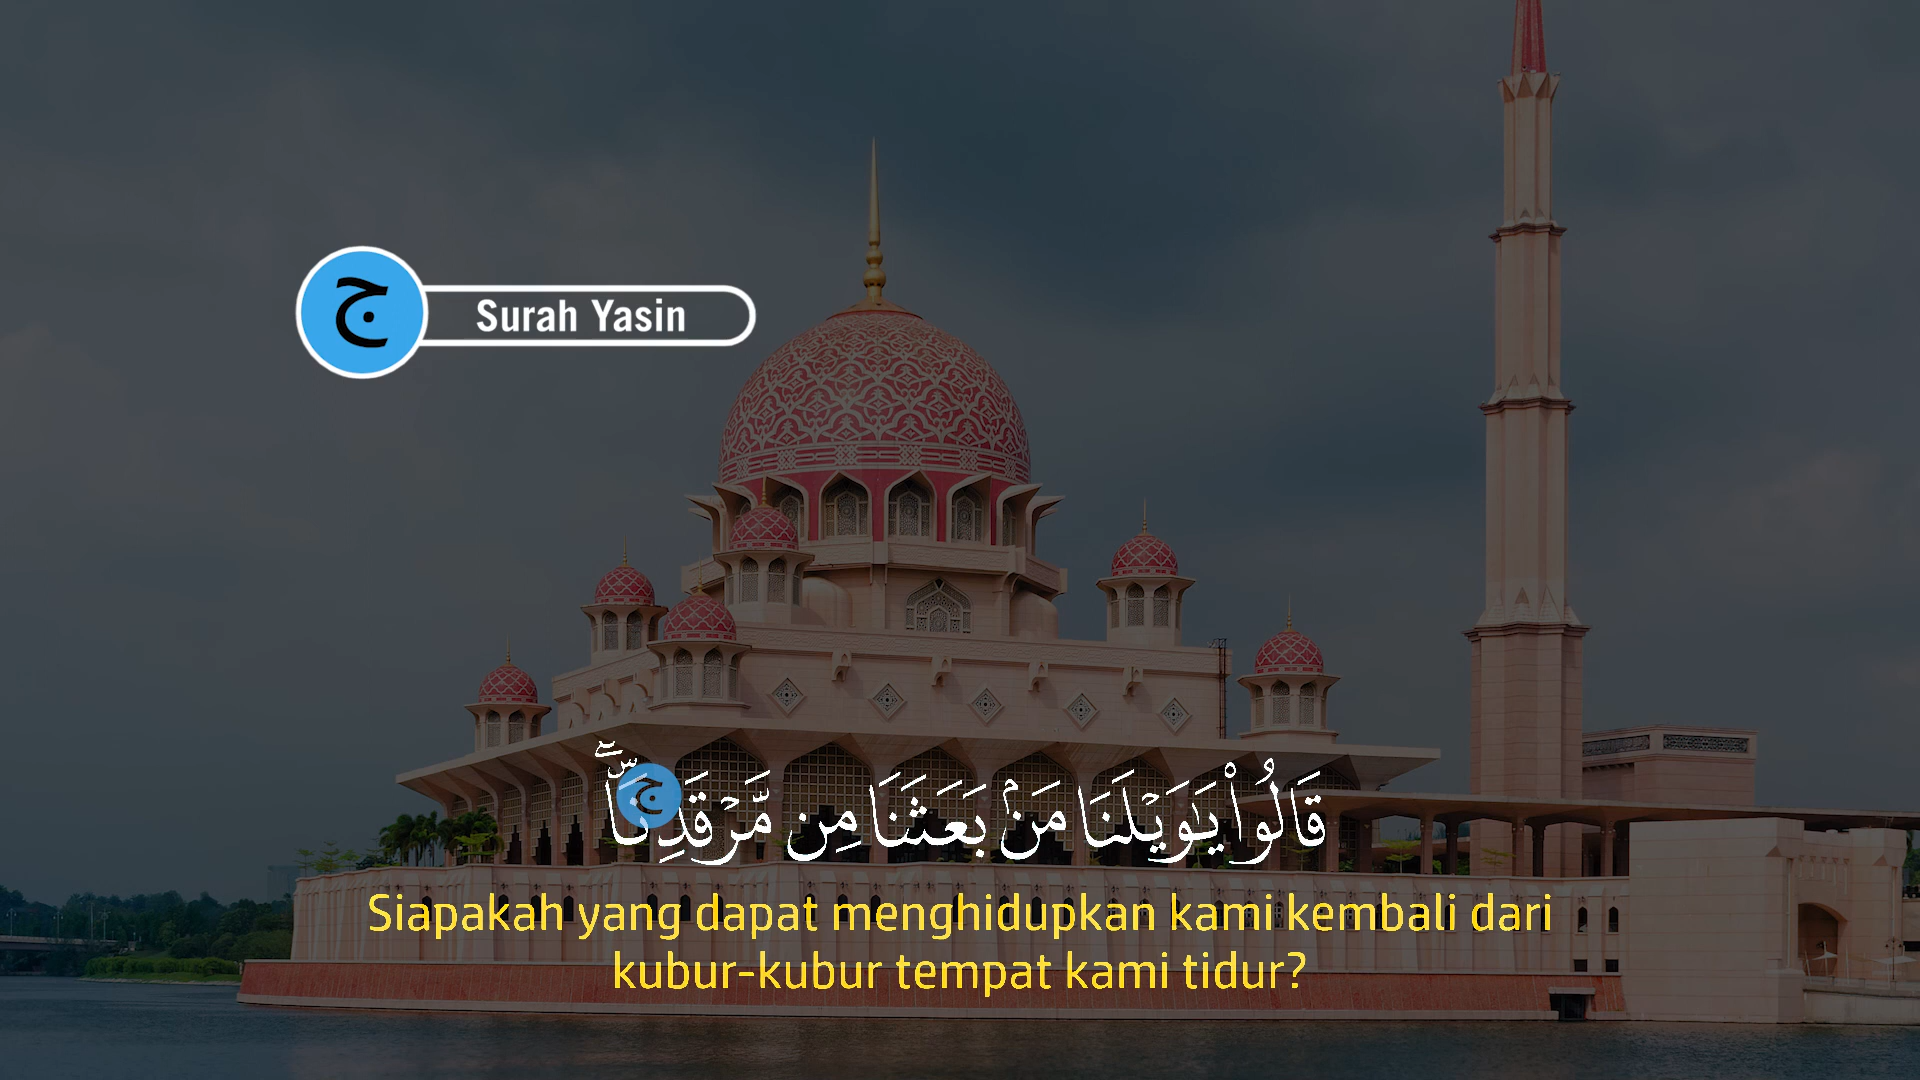 ج
Surah Yasin
قَالُوا۟ يَـٰوَيْلَنَا مَنۢ بَعَثَنَا مِن مَّرْقَدِنَا ۜ ۗ
ج
Siapakah yang dapat menghidupkan kami kembali dari
kubur-kubur tempat kami tidur?